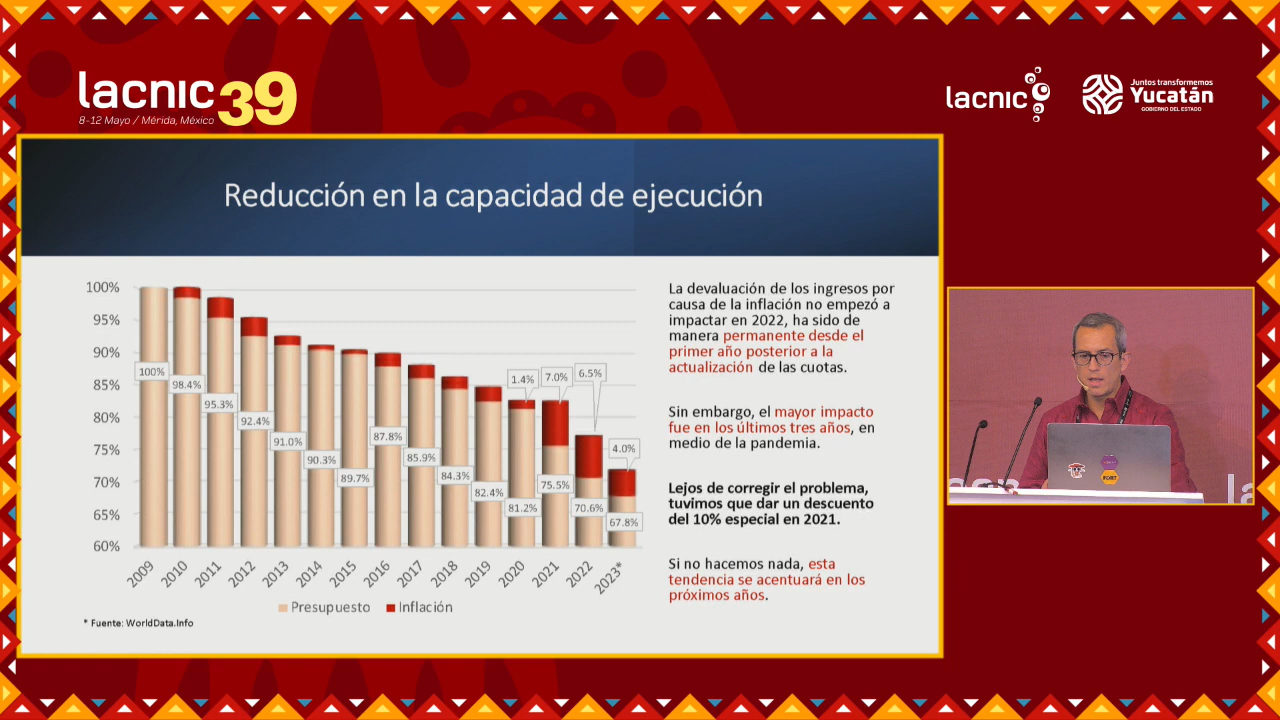 lacnic 39
8-12 Mayo / Mérida, México
lacnic
Juntos transformemos
Yucatán
GOBIERNO DEL ESTADO
Reducción en la capacidad de ejecución
100%
95%
90%
85%
80%
75%
70%
65%
60%
100%
98.4%
95.3%
92.4%
91.0%
90.3%
89.7%
87.8%
85.9%
84.3%
82.4%
81.2%
75.5%
70.6%
67.8%
1.4%
7.0%
6.5%
4.0%
2009
2010
2011
2012
2013
2014
2015
2016
2017
2018
2019
2020
2021
2022
2023*
Presupuesto
Inflación
* Fuente: WorldData.Info
La devaluación de los ingresos por
causa de la inflación no empezó a
impactar en 2022, ha sido de
manera permanente desde el
primer año posterior a la
actualización de las cuotas.
Sin embargo, el mayor impacto
fue en los últimos tres años, en
medio de la pandemia.
Lejos de corregir el problema,
tuvimos que dar un descuento
del 10% especial en 2021.
Si no hacemos nada, esta
tendencia se acentuará en los
próximos años.